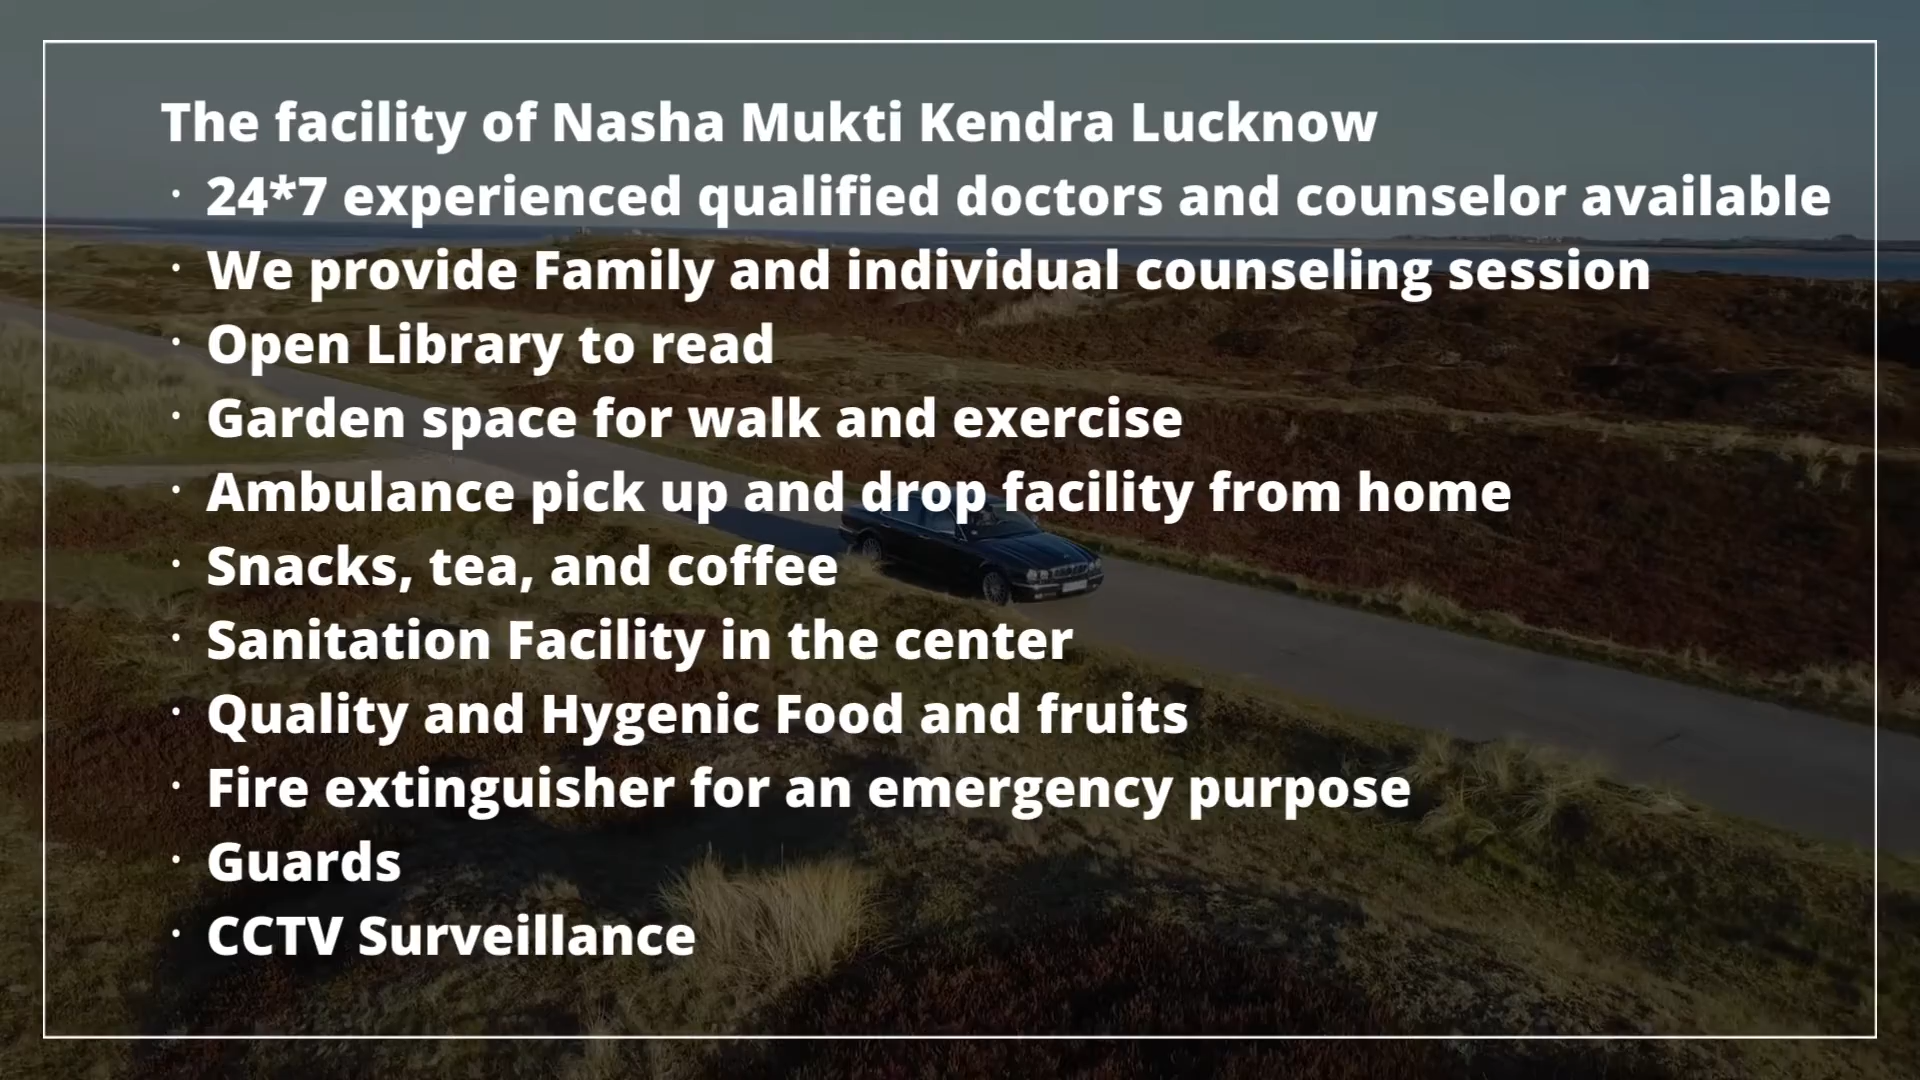 The facility of Nasha Mukti Kendra Lucknow
· 24*7 experienced qualified doctors and counselor available
· We provide Family and individual counseling session
· Open Library to read
· Garden space for walk and exercise
· Ambulance pick up and drop facility from home
· Snacks, tea, and coffee
· Sanitation Facility in the center
· Quality and Hygenic Food and fruits
· Fire extinguisher for an emergency purpose
· Guards
· CCTV Surveillance